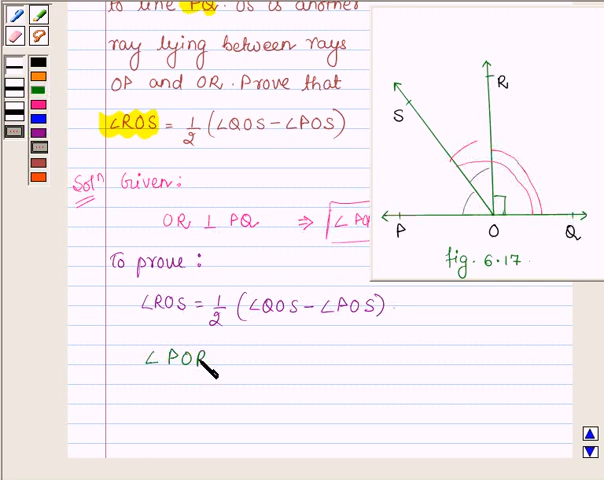 to line PQ. OS is another
ray lying between rays
OP and OR. Prove that
∠ROS = 1/2 (∠QOS - ∠POS)
Solⁿ Given:
OR ⊥ PQ ⇒ ∠ PO
To prove:
∠ROS = 1/2 (∠QOS - ∠POS).
∠ POR
R
S
P
O
Q
fig. 6.17